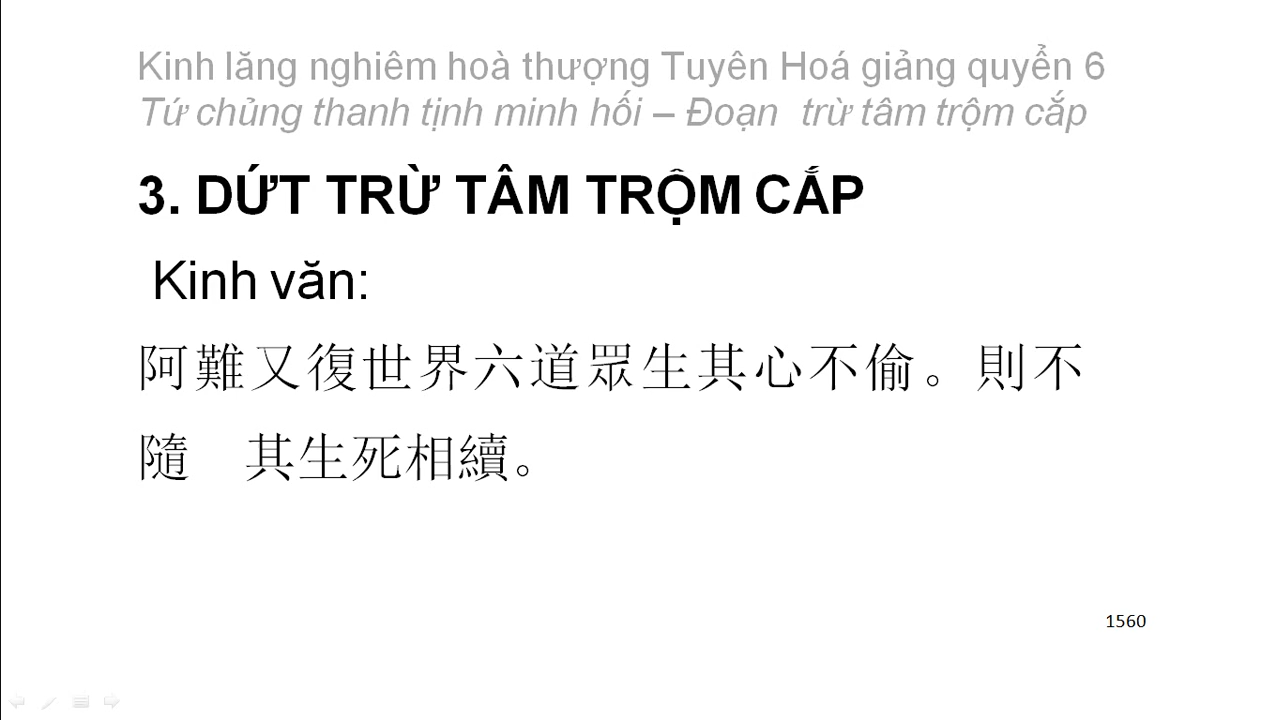 Kinh lăng nghiêm hoà thượng Tuyên Hoá giảng quyển 6
Tứ chủng thanh tịnh minh hối – Đoạn  trừ tâm trộm cắp
3. DỨT TRỪ TÂM TRỘM CẮP
Kinh văn:
阿難又復世界六道眾生其心不偷。則不
隨　其生死相續。
1560